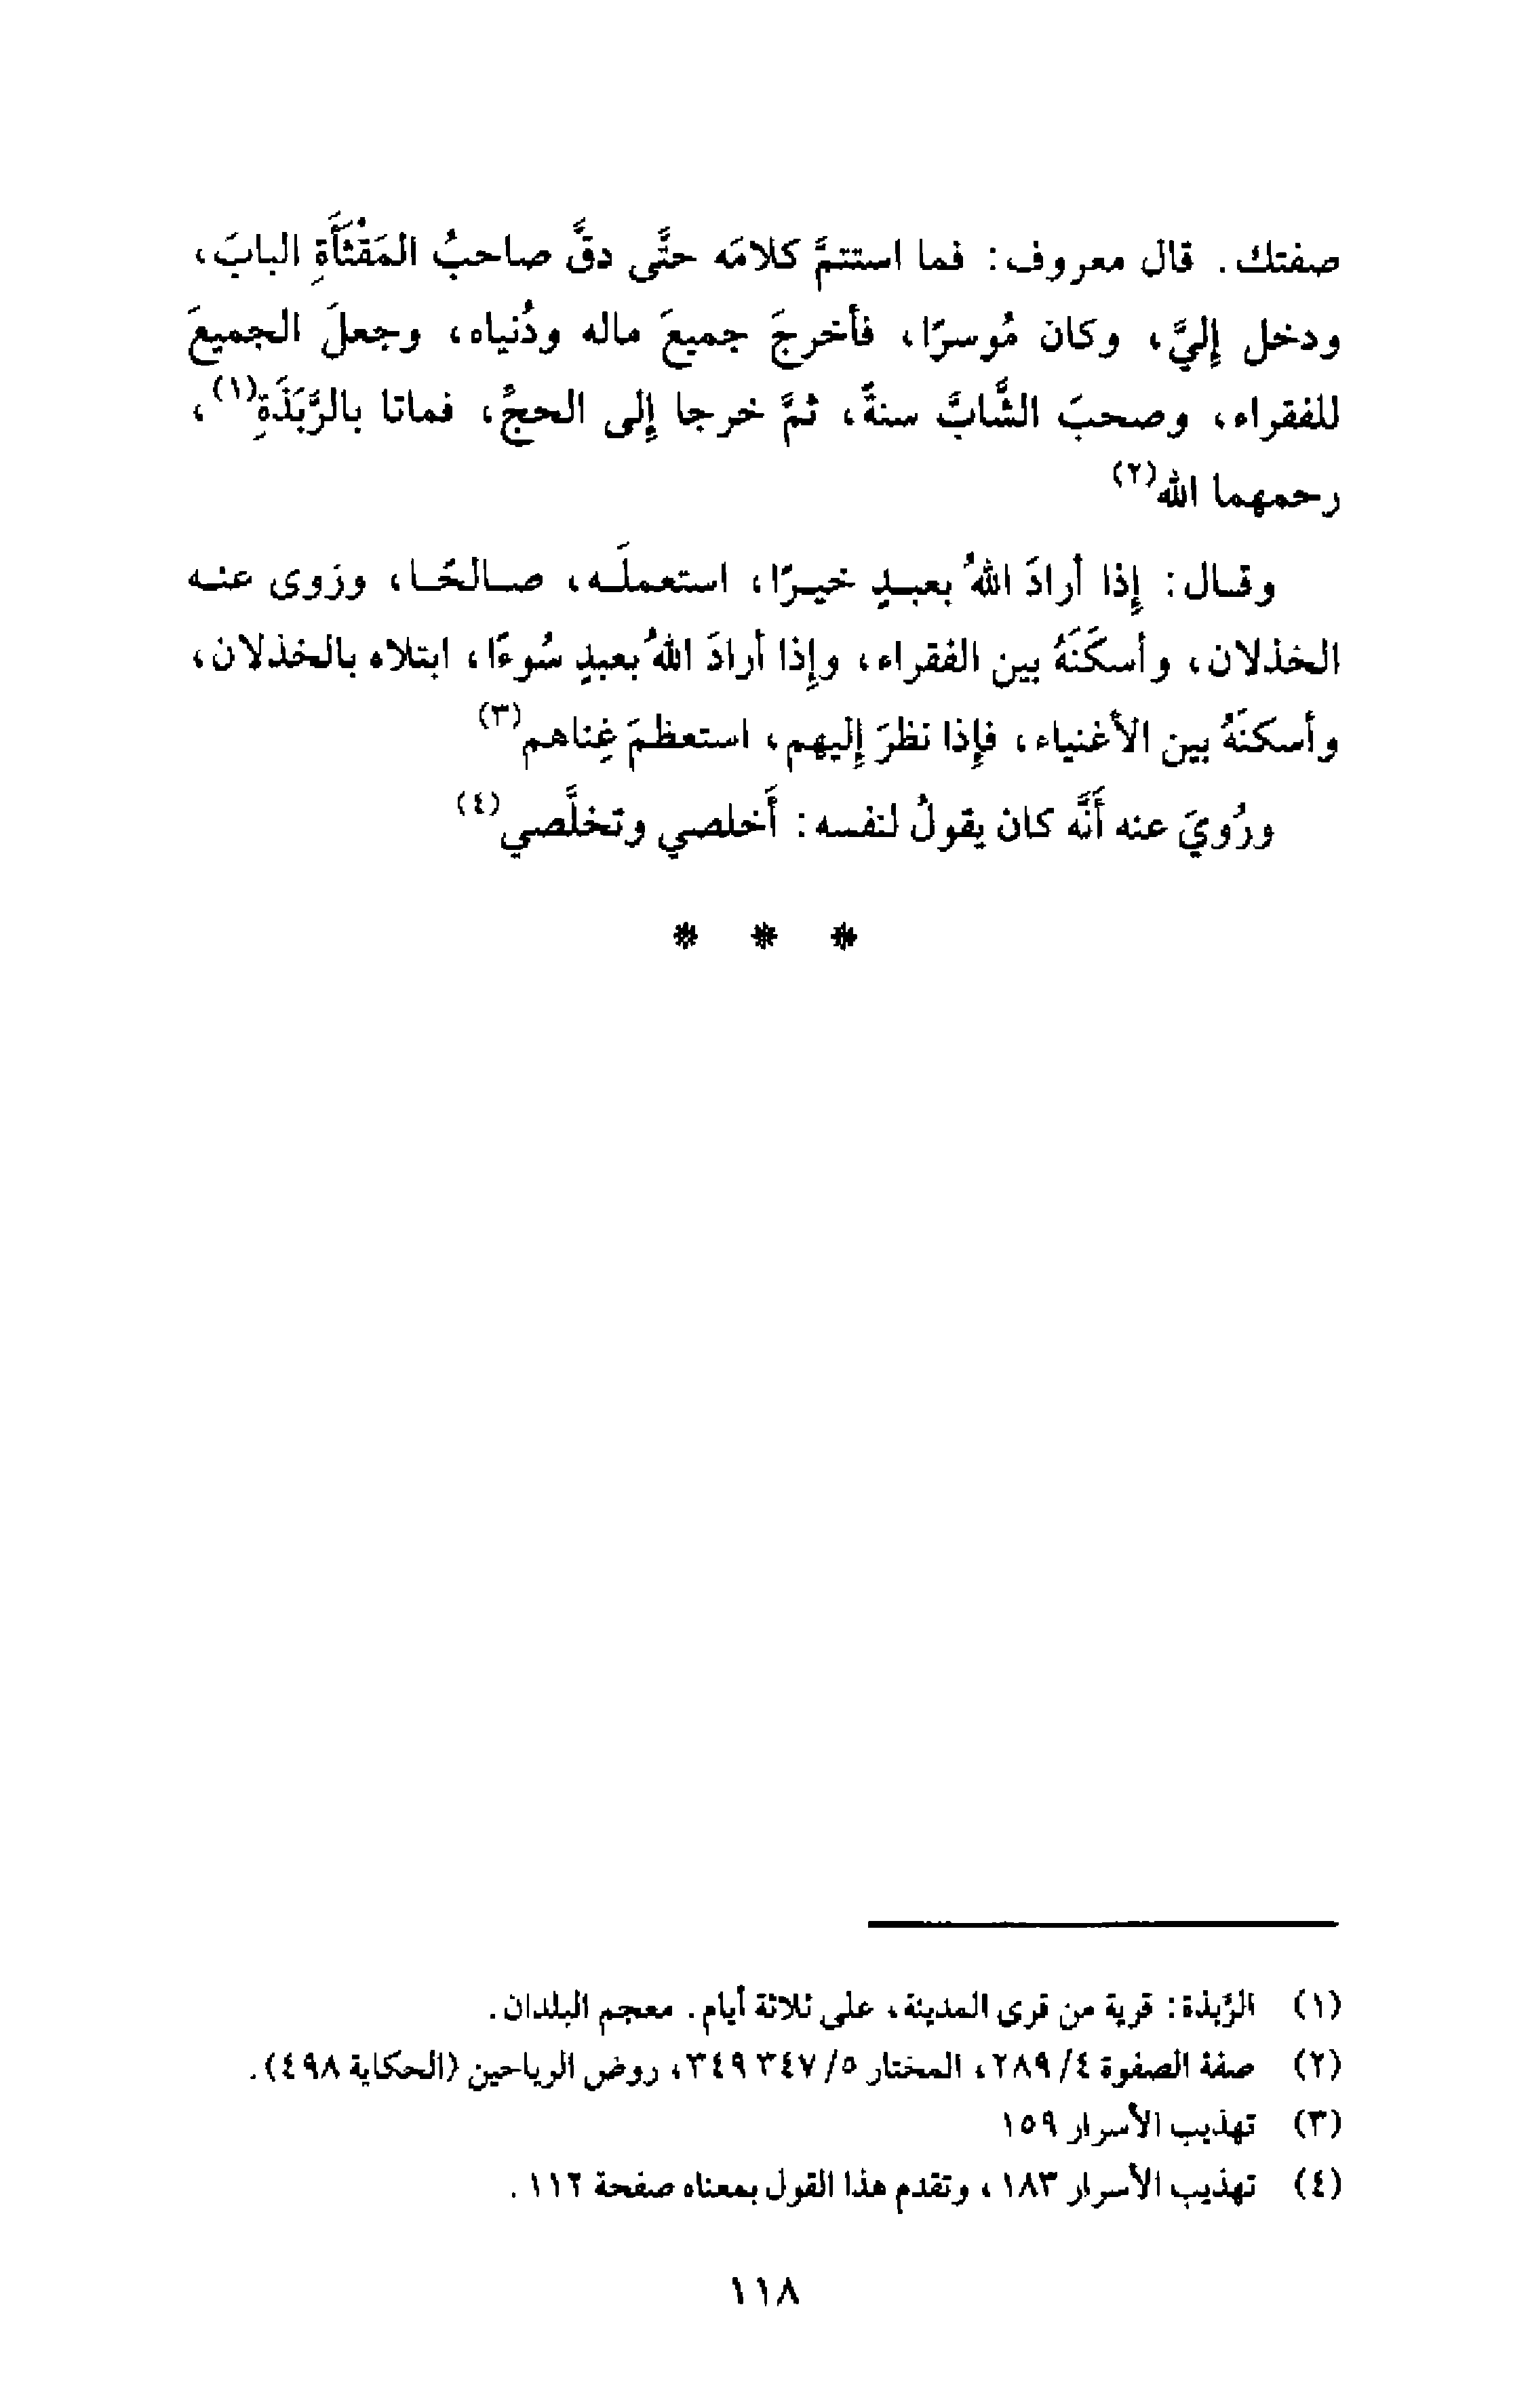 صفتك. قال معروف: فما استتمَّ كلامَه حتَّى دقَّ صاحبُ المَقْثَأَةِ البابَ،
ودخل إليَّ، وكان مُوسرًا، فأخرجَ جميعَ ماله ودُنياه، وجعلَ الجميعَ
للفقراء، وصحبَ الشَّابَّ سنةً، ثمَّ خرجا إلى الحجِّ، فماتا بالرَّبَذَةِ(١)،
رحمهما الله(٢)
وقال: إذا أرادَ اللهُ بعبدٍ خيرًا، استعملَه، صالحًا، وزوى عنه
الخذلان، وأسكَنَهُ بين الفقراء، وإذا أرادَ اللهُ بعبدٍ سُوءًا، ابتلاه بالخذلان،
وأسكنَهُ بين الأغنياء، فإذا نظرَ إليهم، استعظمَ غِناهم(٣)
ورُويَ عنه أَنَّه كان يقولُ لنفسه: أَخلصي وتخلَّصي(٤)
* * *
(١) الرَّبذة: قرية من قرى المدينة، على ثلاثة أيام. معجم البلدان.
(٢) صفة الصفوة ٤/ ٢٨٩، المختار ٥/ ٣٤٧ ٣٤٩، روض الرياحين (الحكاية ٤٩٨).
(٣) تهذيب الأسرار ١٥٩
(٤) تهذيب الأسرار ١٨٣، وتقدم هذا القول بمعناه صفحة ١١٢.
١١٨